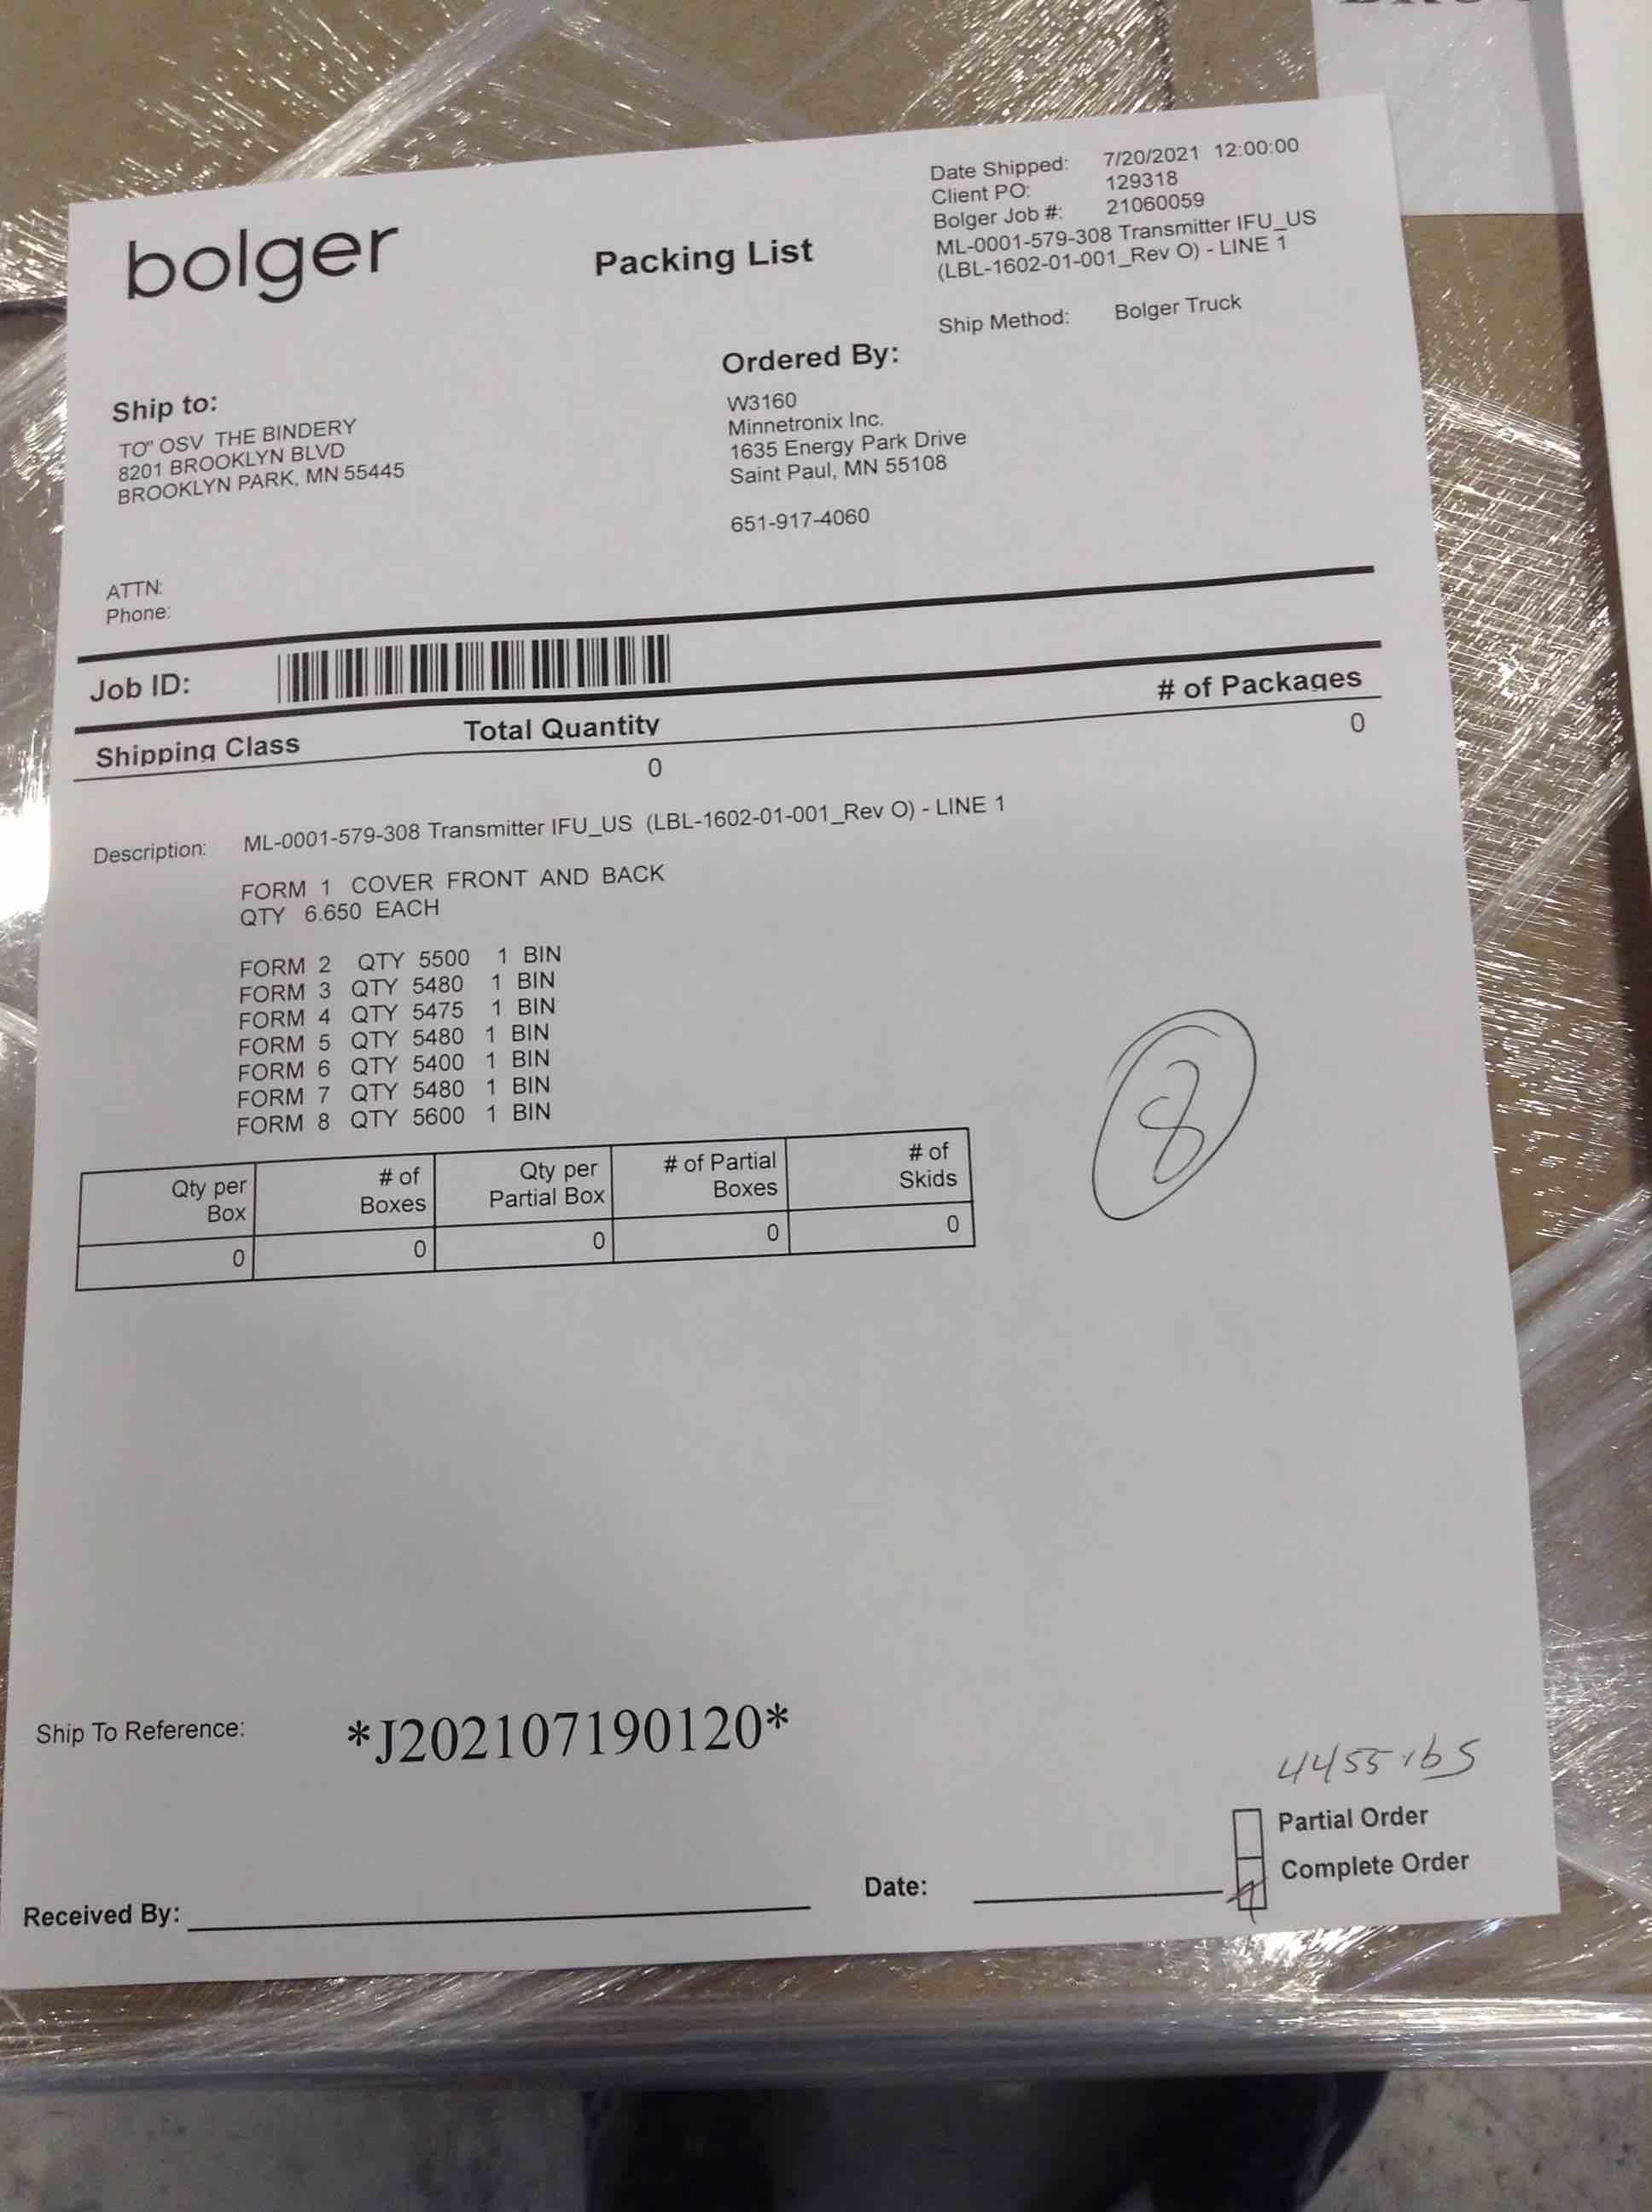 bolger
Packing List
Date Shipped: 7/20/2021 12:00:00
Client PO: 129318
Bolger Job #: 21060059
ML-0001-579-308 Transmitter IFU_US
(LBL-1602-01-001_Rev O) - LINE 1
Ship Method: Bolger Truck
Ship to:
TO" OSV THE BINDERY
8201 BROOKLYN BLVD
BROOKLYN PARK, MN 55445
Ordered By:
W3160
Minnetronix Inc.
1635 Energy Park Drive
Saint Paul, MN 55108
651-917-4060
ATTN:
Phone:
Job ID:
Shipping Class Total Quantity # of Packages
0 0
Description: ML-0001-579-308 Transmitter IFU_US (LBL-1602-01-001_Rev O) - LINE 1
FORM 1 COVER FRONT AND BACK
QTY 6.650 EACH
FORM 2 QTY 5500 1 BIN
FORM 3 QTY 5480 1 BIN
FORM 4 QTY 5475 1 BIN
FORM 5 QTY 5480 1 BIN
FORM 6 QTY 5400 1 BIN
FORM 7 QTY 5480 1 BIN
FORM 8 QTY 5600 1 BIN
8
Qty per Box # of Boxes Qty per Partial Box # of Partial Boxes # of Skids
0 0 0 0 0
Ship To Reference: *J202107190120*
4455 lbs
Partial Order
Complete Order
Received By: Date: